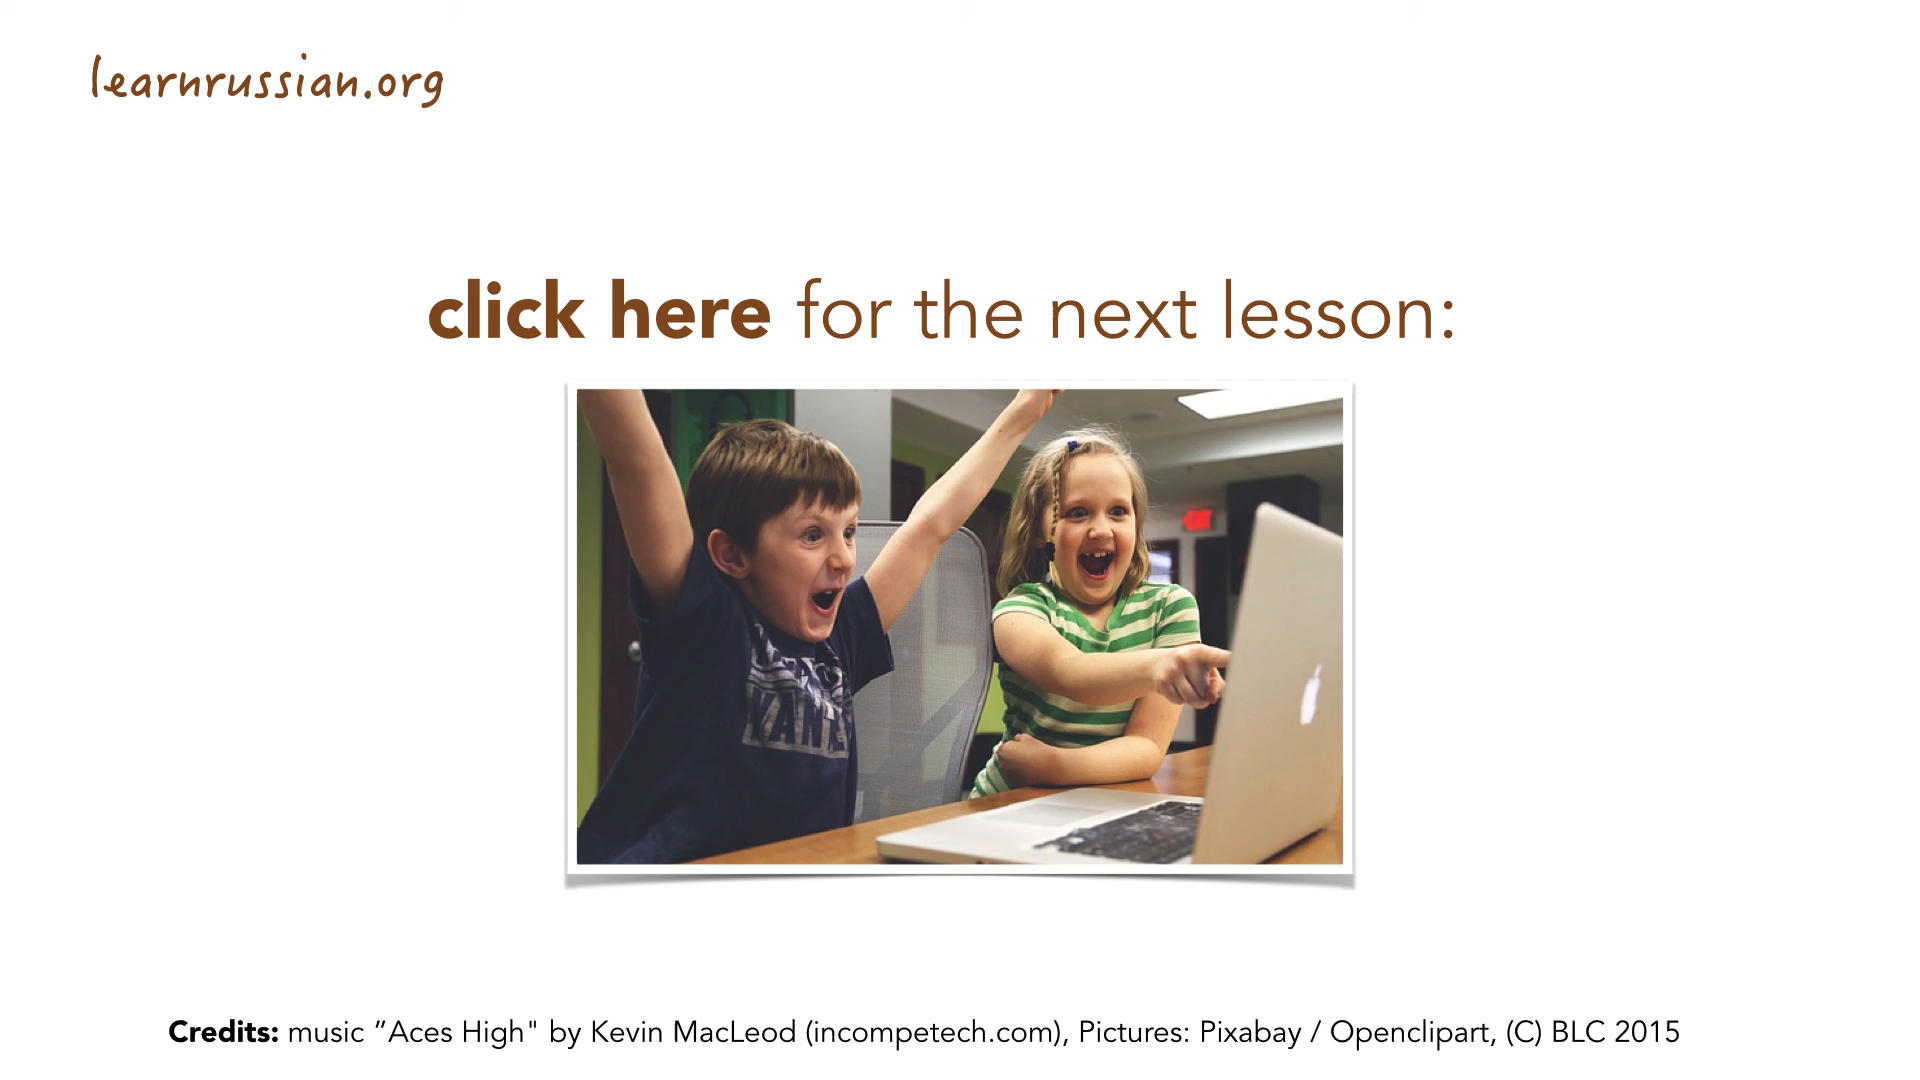 learnrussian.org
click here for the next lesson:
Credits: music ”Aces High" by Kevin MacLeod (incompetech.com), Pictures: Pixabay / Openclipart, (C) BLC 2015